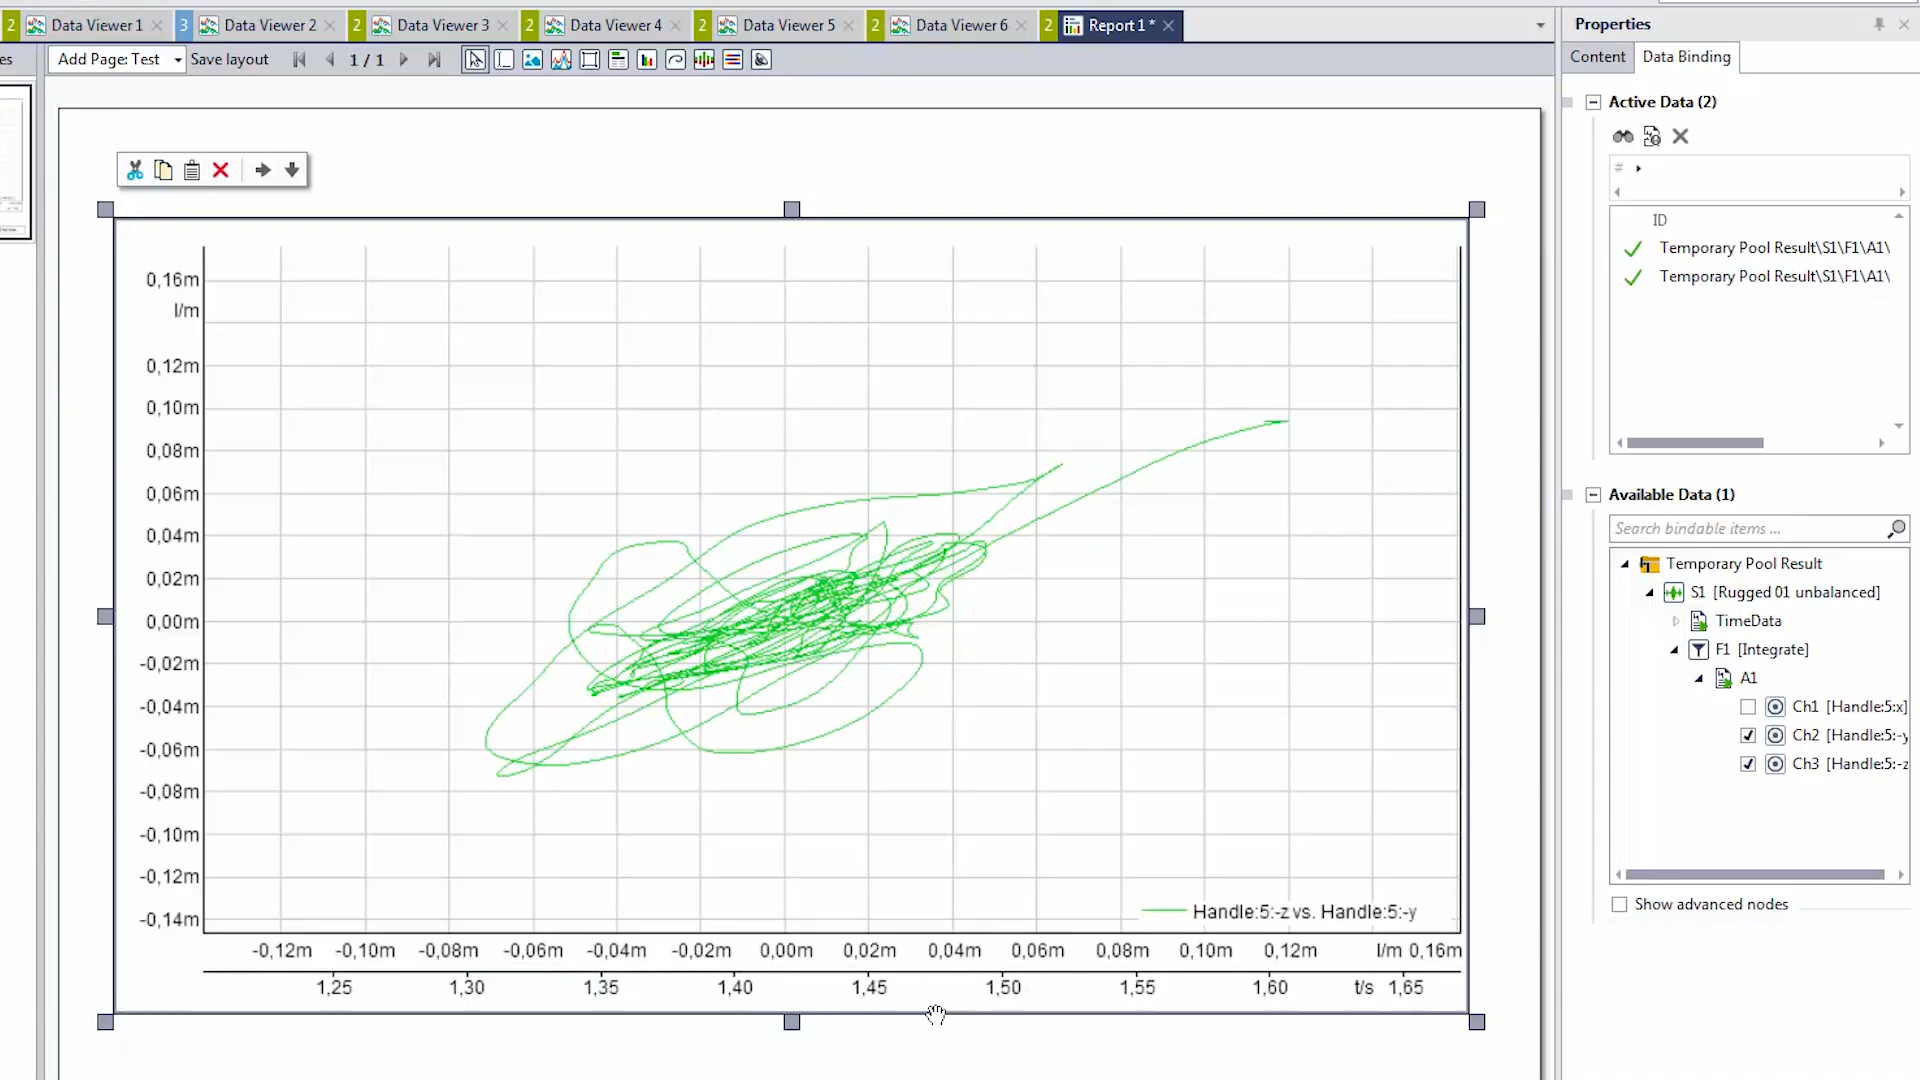 2 Data Viewer 1 3 Data Viewer 2 2 Data Viewer 3 2 Data Viewer 4 2 Data Viewer 5 2 Data Viewer 6 2 Report 1 *
es Add Page: Test Save layout 1 / 1
0,16m
l/m
0,12m
0,10m
0,08m
0,06m
0,04m
0,02m
0,00m
-0,02m
-0,04m
-0,06m
-0,08m
-0,10m
-0,12m
-0,14m
Handle:5:-z vs. Handle:5:-y
-0,12m -0,10m -0,08m -0,06m -0,04m -0,02m 0,00m 0,02m 0,04m 0,06m 0,08m 0,10m 0,12m l/m 0,16m
1,25 1,30 1,35 1,40 1,45 1,50 1,55 1,60 t/s 1,65
Properties
Content Data Binding
Active Data (2)
#
ID
Temporary Pool Result\S1\F1\A1\
Temporary Pool Result\S1\F1\A1\
Available Data (1)
Search bindable items ...
Temporary Pool Result
S1 [Rugged 01 unbalanced]
TimeData
F1 [Integrate]
A1
Ch1 [Handle:5:x]
Ch2 [Handle:5:-y
Ch3 [Handle:5:-z
Show advanced nodes